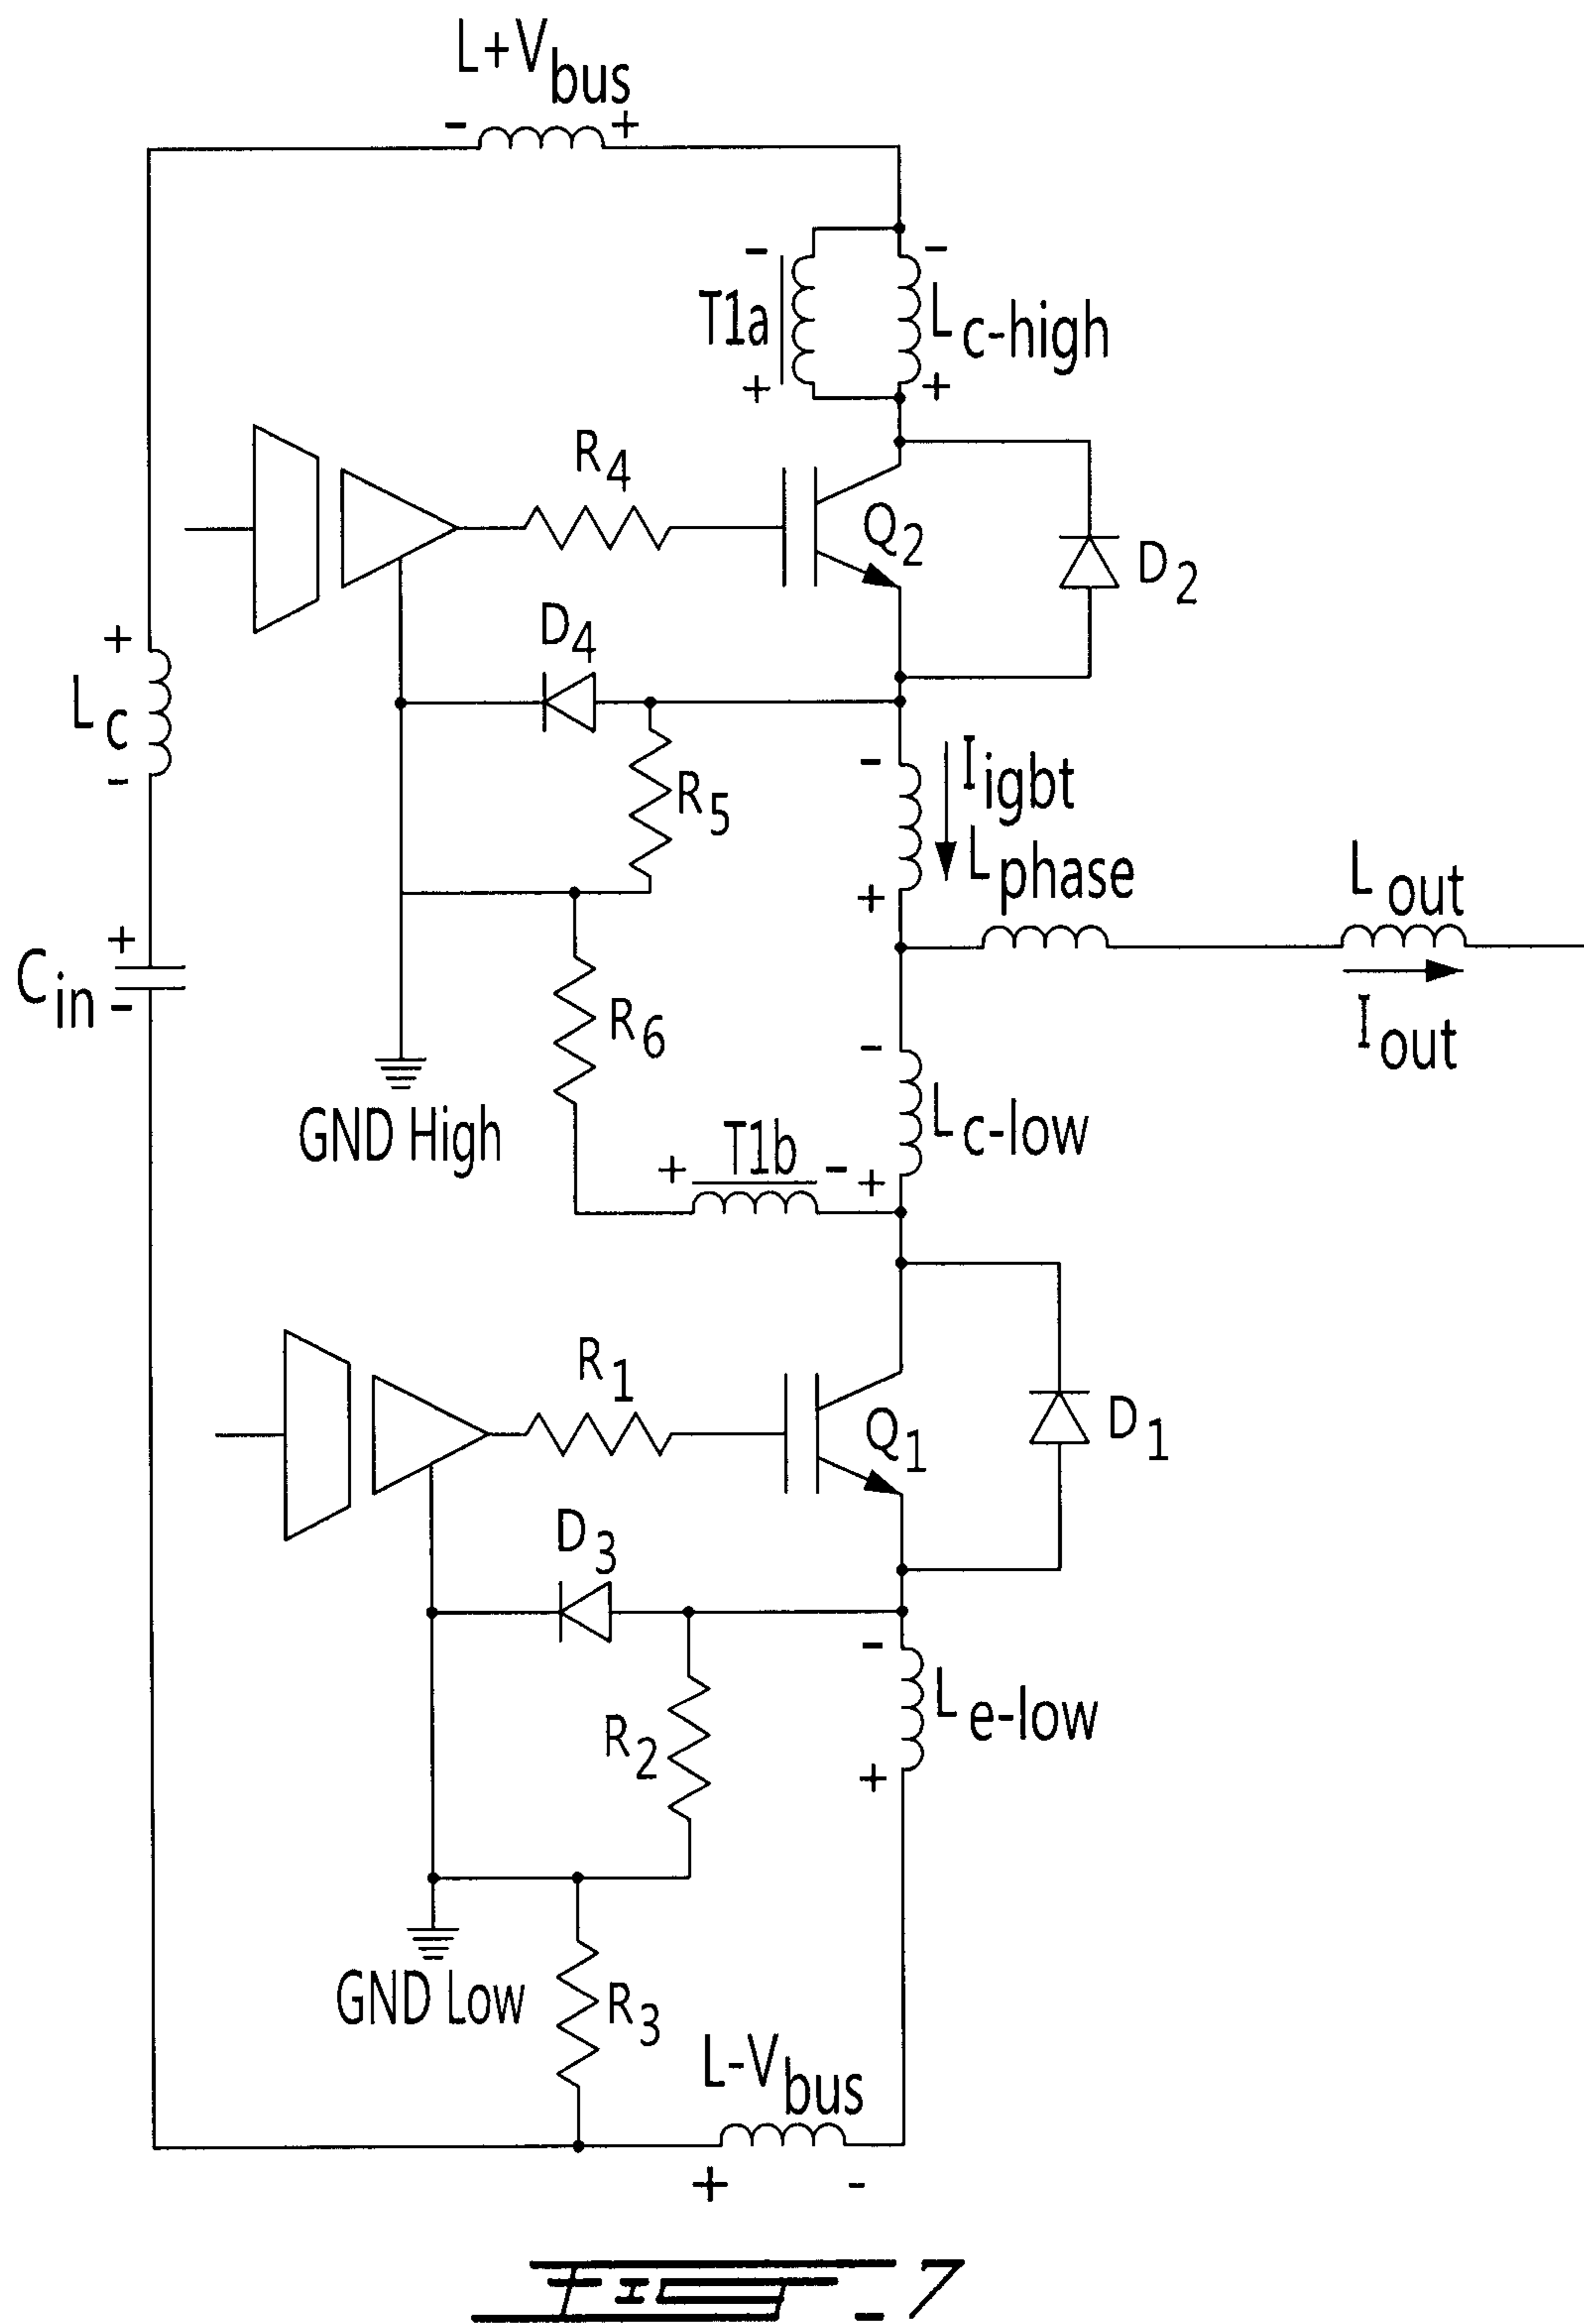 L+Vbus
- +
- -
T1a Lc-high
+ +
R4
Q2
D2
D4
+
Lc
-
R5
- Iigbt
Lphase
+
Lout
Iout
+
Cin
-
R6
GND High
-
Lc-low
+ T1b - +
R1
Q1
D1
D3
-
Le-low
R2
+
GND Low
R3
L-Vbus
+ -
FIG-7